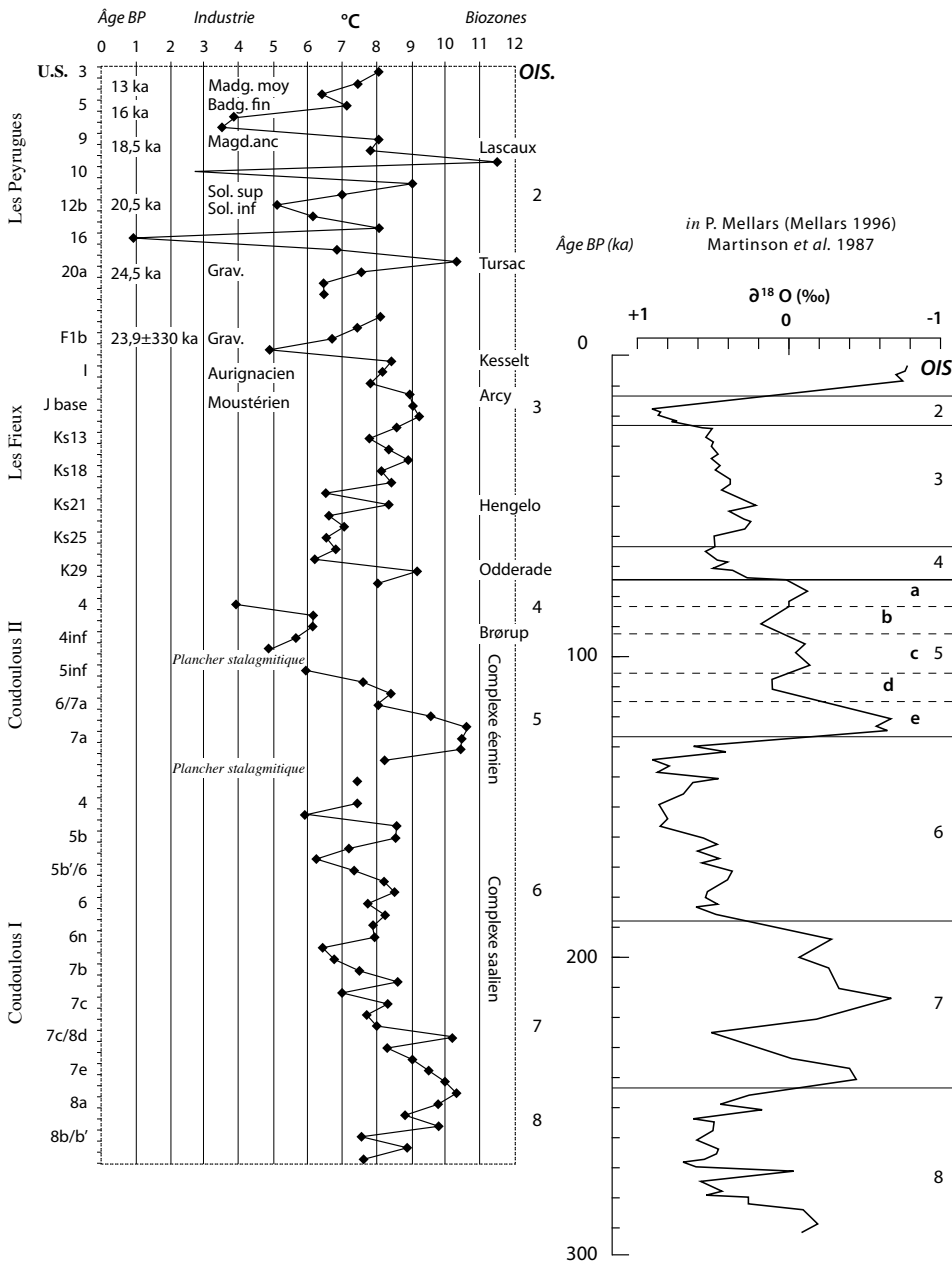 Âge BP Industrie °C Biozones
0 1 2 3 4 5 6 7 8 9 10 11 12
U.S. 3 OIS.
13 ka Madg. moy
5 Badg. fin
16 ka
9 Magd.anc
18,5 ka Lascaux
10
Sol. sup 2
12b 20,5 ka Sol. inf
16
Tursac
20a 24,5 ka Grav.
Les Peyrugues
F1b 23,9±330 ka Grav.
Kesselt
I Aurignacien
Arcy
J base Moustérien 3
Ks13
Ks18
Ks21 Hengelo
Ks25
K29 Odderade
Les Fieux
4 4
4inf Brørup
Plancher stalagmitique
5inf
6/7a 5
7a
Complexe éemien
Plancher stalagmitique
Coudoulous II
4
5b
5b'/6
6 6
6n
7b
7c
7c/8d 7
7e
8a
8b/b' 8
Complexe saalien
Coudoulous I
in P. Mellars (Mellars 1996)
Martinson et al. 1987
Âge BP (ka)
∂18 O (‰)
+1 0 -1
0
OIS
2
3
4
a
b
100 c 5
d
e
6
200
7
8
300